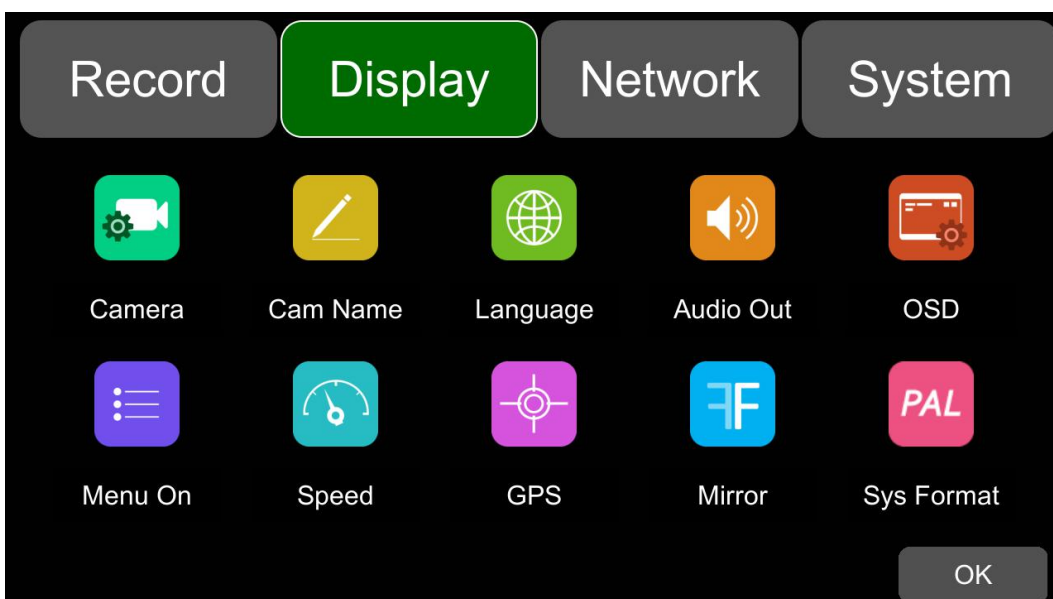 Record Display Network System
Camera Cam Name Language Audio Out OSD
PAL
Menu On Speed GPS Mirror Sys Format
OK